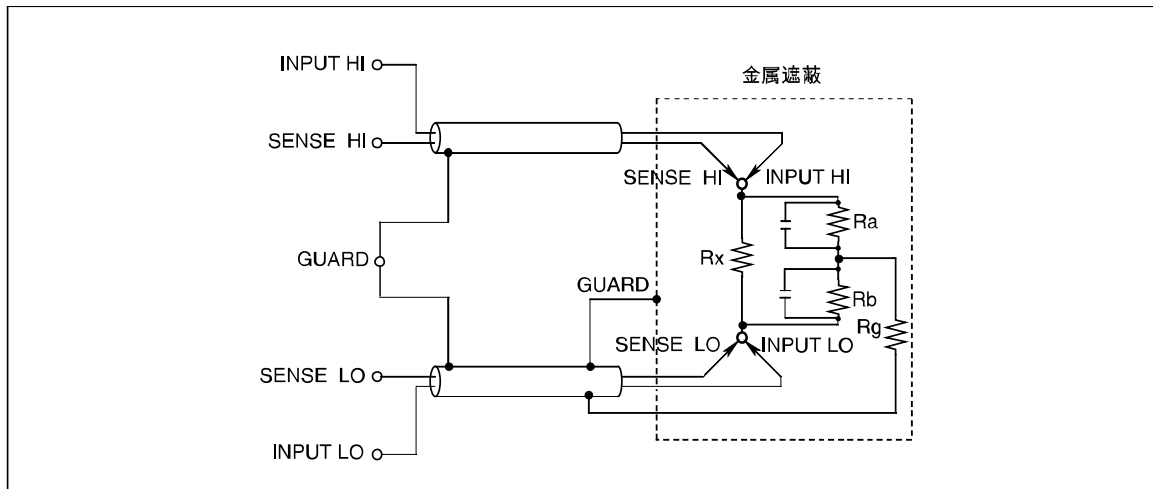 INPUT HI
金属遮蔽
SENSE HI
SENSE HI
INPUT HI
Ra
Rx
GUARD
GUARD
Rb
Rg
SENSE LO
INPUT LO
SENSE LO
INPUT LO